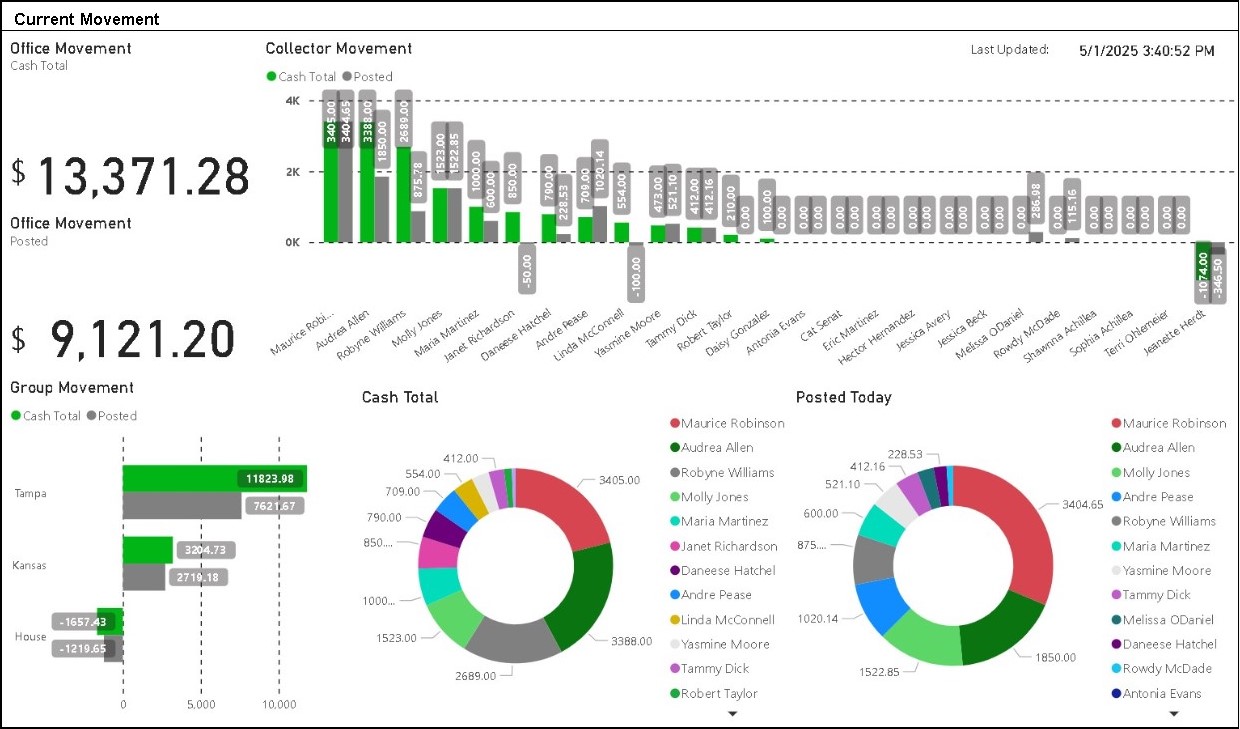 Current Movement
Office Movement
Cash Total
$ 13,371.28
Office Movement
Posted
$ 9,121.20
Collector Movement
Cash Total Posted
Last Updated: 5/1/2025 3:40:52 PM
4K
2K
0K
3405.00 3404.65 3388.00 1850.00 2689.00 875.78 1523.00 1522.85 1000.00 600.00 850.00 -50.00 790.00 228.53 709.00 1020.14 554.00 -100.00 473.00 521.10 412.00 412.16 210.00 0.00 100.00 0.00 0.00 0.00 0.00 0.00 0.00 0.00 0.00 0.00 0.00 0.00 0.00 0.00 0.00 286.98 0.00 115.16 0.00 0.00 0.00 0.00 0.00 0.00 -1074.00 -346.50
Maurice Robi...
Audrea Allen
Robyne Williams
Molly Jones
Maria Martinez
Janet Richardson
Daneese Hatchel
Andre Pease
Linda McConnell
Yasmine Moore
Tammy Dick
Robert Taylor
Daisy Gonzalez
Antonia Evans
Cat Senat
Eric Martinez
Hector Hernandez
Jessica Avery
Jessica Beck
Melissa ODaniel
Rowdy McDade
Shawnna Achillea
Sophia Achillea
Terri Ohlemeier
Jeanette Herdt
Group Movement
Cash Total Posted
Tampa
11823.98
7621.67
Kansas
3204.73
2719.18
House
-1657.43
-1219.65
0 5,000 10,000
Cash Total
3405.00
3388.00
2689.00
1523.00
1000...
850....
790.00
709.00
554.00
412.00
Maurice Robinson
Audrea Allen
Robyne Williams
Molly Jones
Maria Martinez
Janet Richardson
Daneese Hatchel
Andre Pease
Linda McConnell
Yasmine Moore
Tammy Dick
Robert Taylor
Posted Today
3404.65
1850.00
1522.85
1020.14
875....
600.00
521.10
412.16
228.53
Maurice Robinson
Audrea Allen
Molly Jones
Andre Pease
Robyne Williams
Maria Martinez
Yasmine Moore
Tammy Dick
Melissa ODaniel
Daneese Hatchel
Rowdy McDade
Antonia Evans